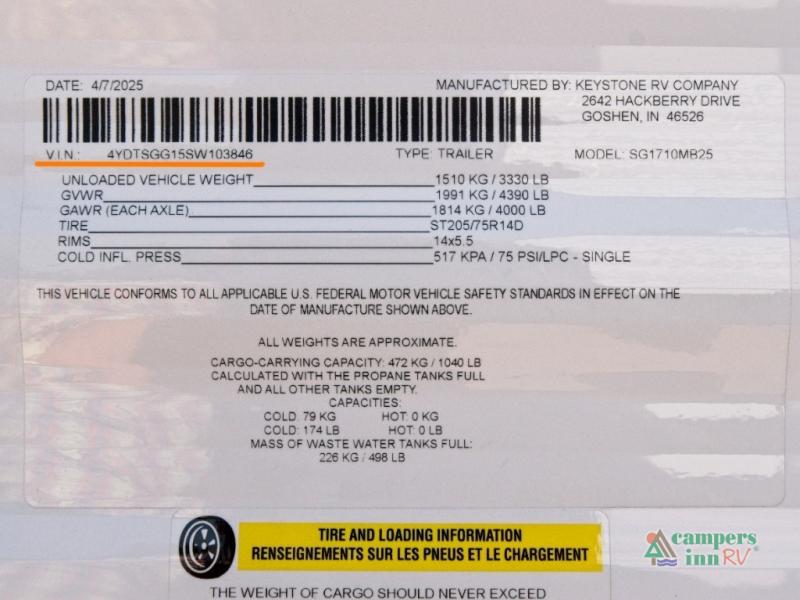 DATE: 4/7/2025 MANUFACTURED BY: KEYSTONE RV COMPANY
2642 HACKBERRY DRIVE
GOSHEN, IN 46526
V.I.N.: 4YDTSGG15SW103846 TYPE: TRAILER MODEL: SG1710MB25
UNLOADED VEHICLE WEIGHT 1510 KG / 3330 LB
GVWR 1991 KG / 4390 LB
GAWR (EACH AXLE) 1814 KG / 4000 LB
TIRE ST205/75R14D
RIMS 14x5.5
COLD INFL. PRESS 517 KPA / 75 PSI/LPC - SINGLE
THIS VEHICLE CONFORMS TO ALL APPLICABLE U.S. FEDERAL MOTOR VEHICLE SAFETY STANDARDS IN EFFECT ON THE
DATE OF MANUFACTURE SHOWN ABOVE.
ALL WEIGHTS ARE APPROXIMATE.
CARGO-CARRYING CAPACITY: 472 KG / 1040 LB
CALCULATED WITH THE PROPANE TANKS FULL
AND ALL OTHER TANKS EMPTY.
CAPACITIES:
COLD: 79 KG HOT: 0 KG
COLD: 174 LB HOT: 0 LB
MASS OF WASTE WATER TANKS FULL:
226 KG / 498 LB
TIRE AND LOADING INFORMATION
RENSEIGNEMENTS SUR LES PNEUS ET LE CHARGEMENT
THE WEIGHT OF CARGO SHOULD NEVER EXCEED
campers
inn RV®